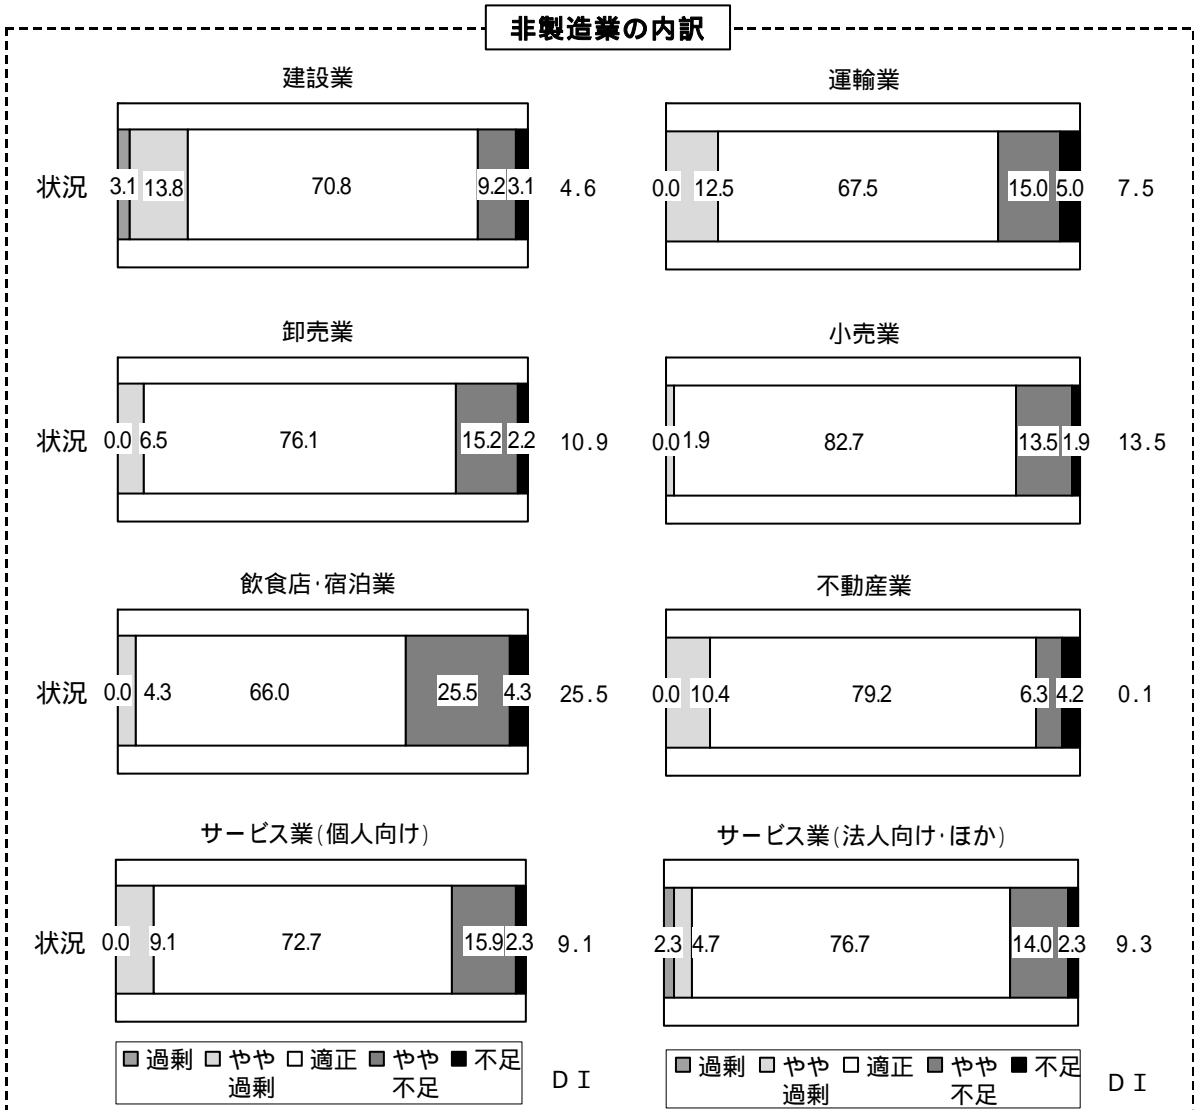 非製造業の内訳
建設業
運輸業
状況 3.1 13.8 70.8 9.2 3.1 4.6
0.0 12.5 67.5 15.0 5.0 7.5
卸売業
小売業
状況 0.0 6.5 76.1 15.2 2.2 10.9
0.0 1.9 82.7 13.5 1.9 13.5
飲食店・宿泊業
不動産業
状況 0.0 4.3 66.0 25.5 4.3 25.5
0.0 10.4 79.2 6.3 4.2 0.1
サービス業(個人向け)
サービス業(法人向け・ほか)
状況 0.0 9.1 72.7 15.9 2.3 9.1
2.3 4.7 76.7 14.0 2.3 9.3
過剰 やや 適正 やや 不足
過剰 不足
ＤＩ
過剰 やや 適正 やや 不足
過剰 不足
ＤＩ